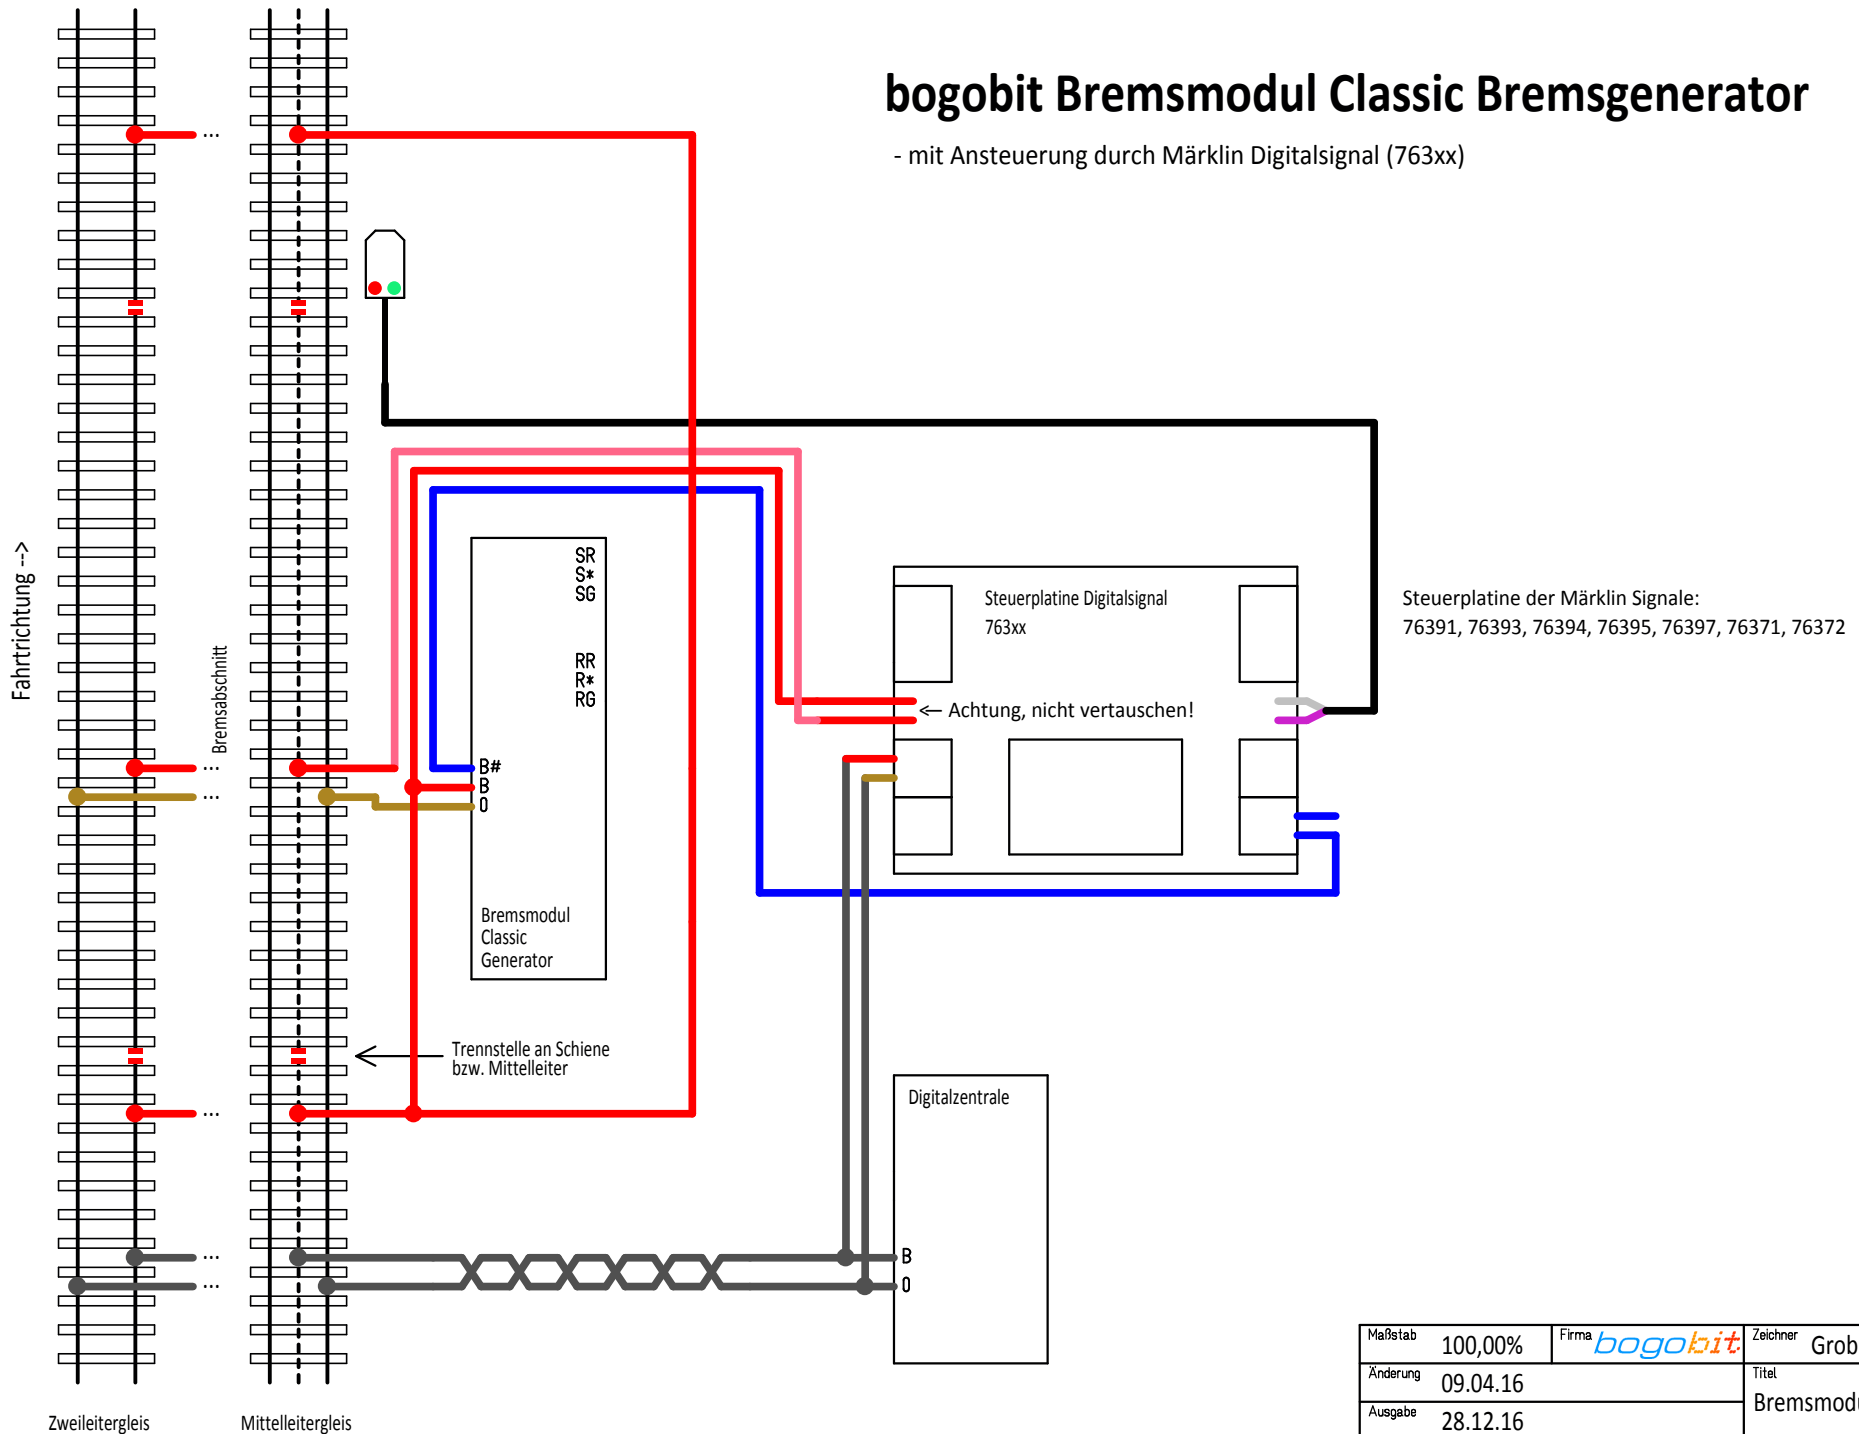 bogobit Bremsmodul Classic Bremsgenerator
- mit Ansteuerung durch Märklin Digitalsignal (763xx)
...
Fahrtrichtung -->
Bremsabschnitt
SR
S*
SG
RR
R*
RG
Steuerplatine Digitalsignal
763xx
Steuerplatine der Märklin Signale:
76391, 76393, 76394, 76395, 76397, 76371, 76372
<-- Achtung, nicht vertauschen!
...
...
B#
B
0
Bremsmodul
Classic
Generator
Trennstelle an Schiene
bzw. Mittelleiter
Digitalzentrale
...
...
...
B
0
Maßstab 100,00%
Firma bogobit
Zeichner Grob
Änderung 09.04.16
Titel
Bremsmodu
Ausgabe 28.12.16
Zweileitergleis
Mittelleitergleis